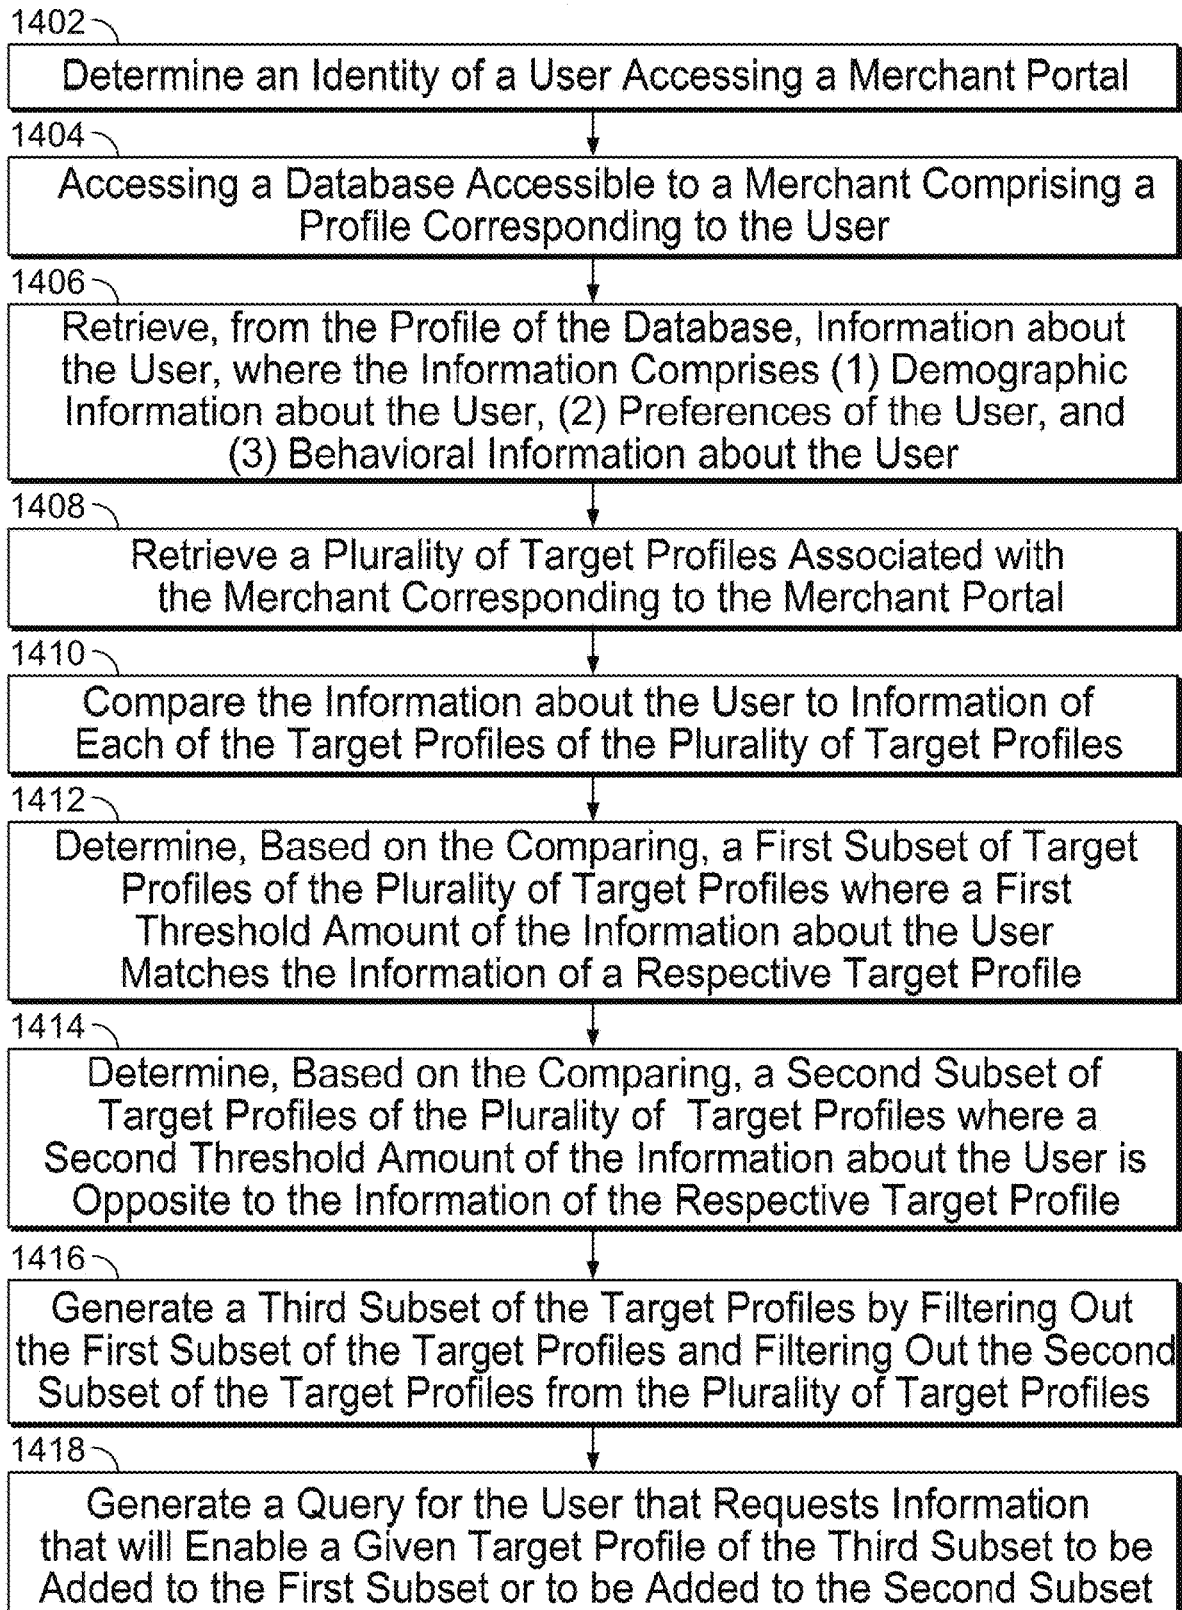 1402
Determine an Identity of a User Accessing a Merchant Portal
1404
Accessing a Database Accessible to a Merchant Comprising a
Profile Corresponding to the User
1406
Retrieve, from the Profile of the Database, Information about
the User, where the Information Comprises (1) Demographic
Information about the User, (2) Preferences of the User, and
(3) Behavioral Information about the User
1408
Retrieve a Plurality of Target Profiles Associated with
the Merchant Corresponding to the Merchant Portal
1410
Compare the Information about the User to Information of
Each of the Target Profiles of the Plurality of Target Profiles
1412
Determine, Based on the Comparing, a First Subset of Target
Profiles of the Plurality of Target Profiles where a First
Threshold Amount of the Information about the User
Matches the Information of a Respective Target Profile
1414
Determine, Based on the Comparing, a Second Subset of
Target Profiles of the Plurality of Target Profiles where a
Second Threshold Amount of the Information about the User is
Opposite to the Information of the Respective Target Profile
1416
Generate a Third Subset of the Target Profiles by Filtering Out
the First Subset of the Target Profiles and Filtering Out the Second
Subset of the Target Profiles from the Plurality of Target Profiles
1418
Generate a Query for the User that Requests Information
that will Enable a Given Target Profile of the Third Subset to be
Added to the First Subset or to be Added to the Second Subset